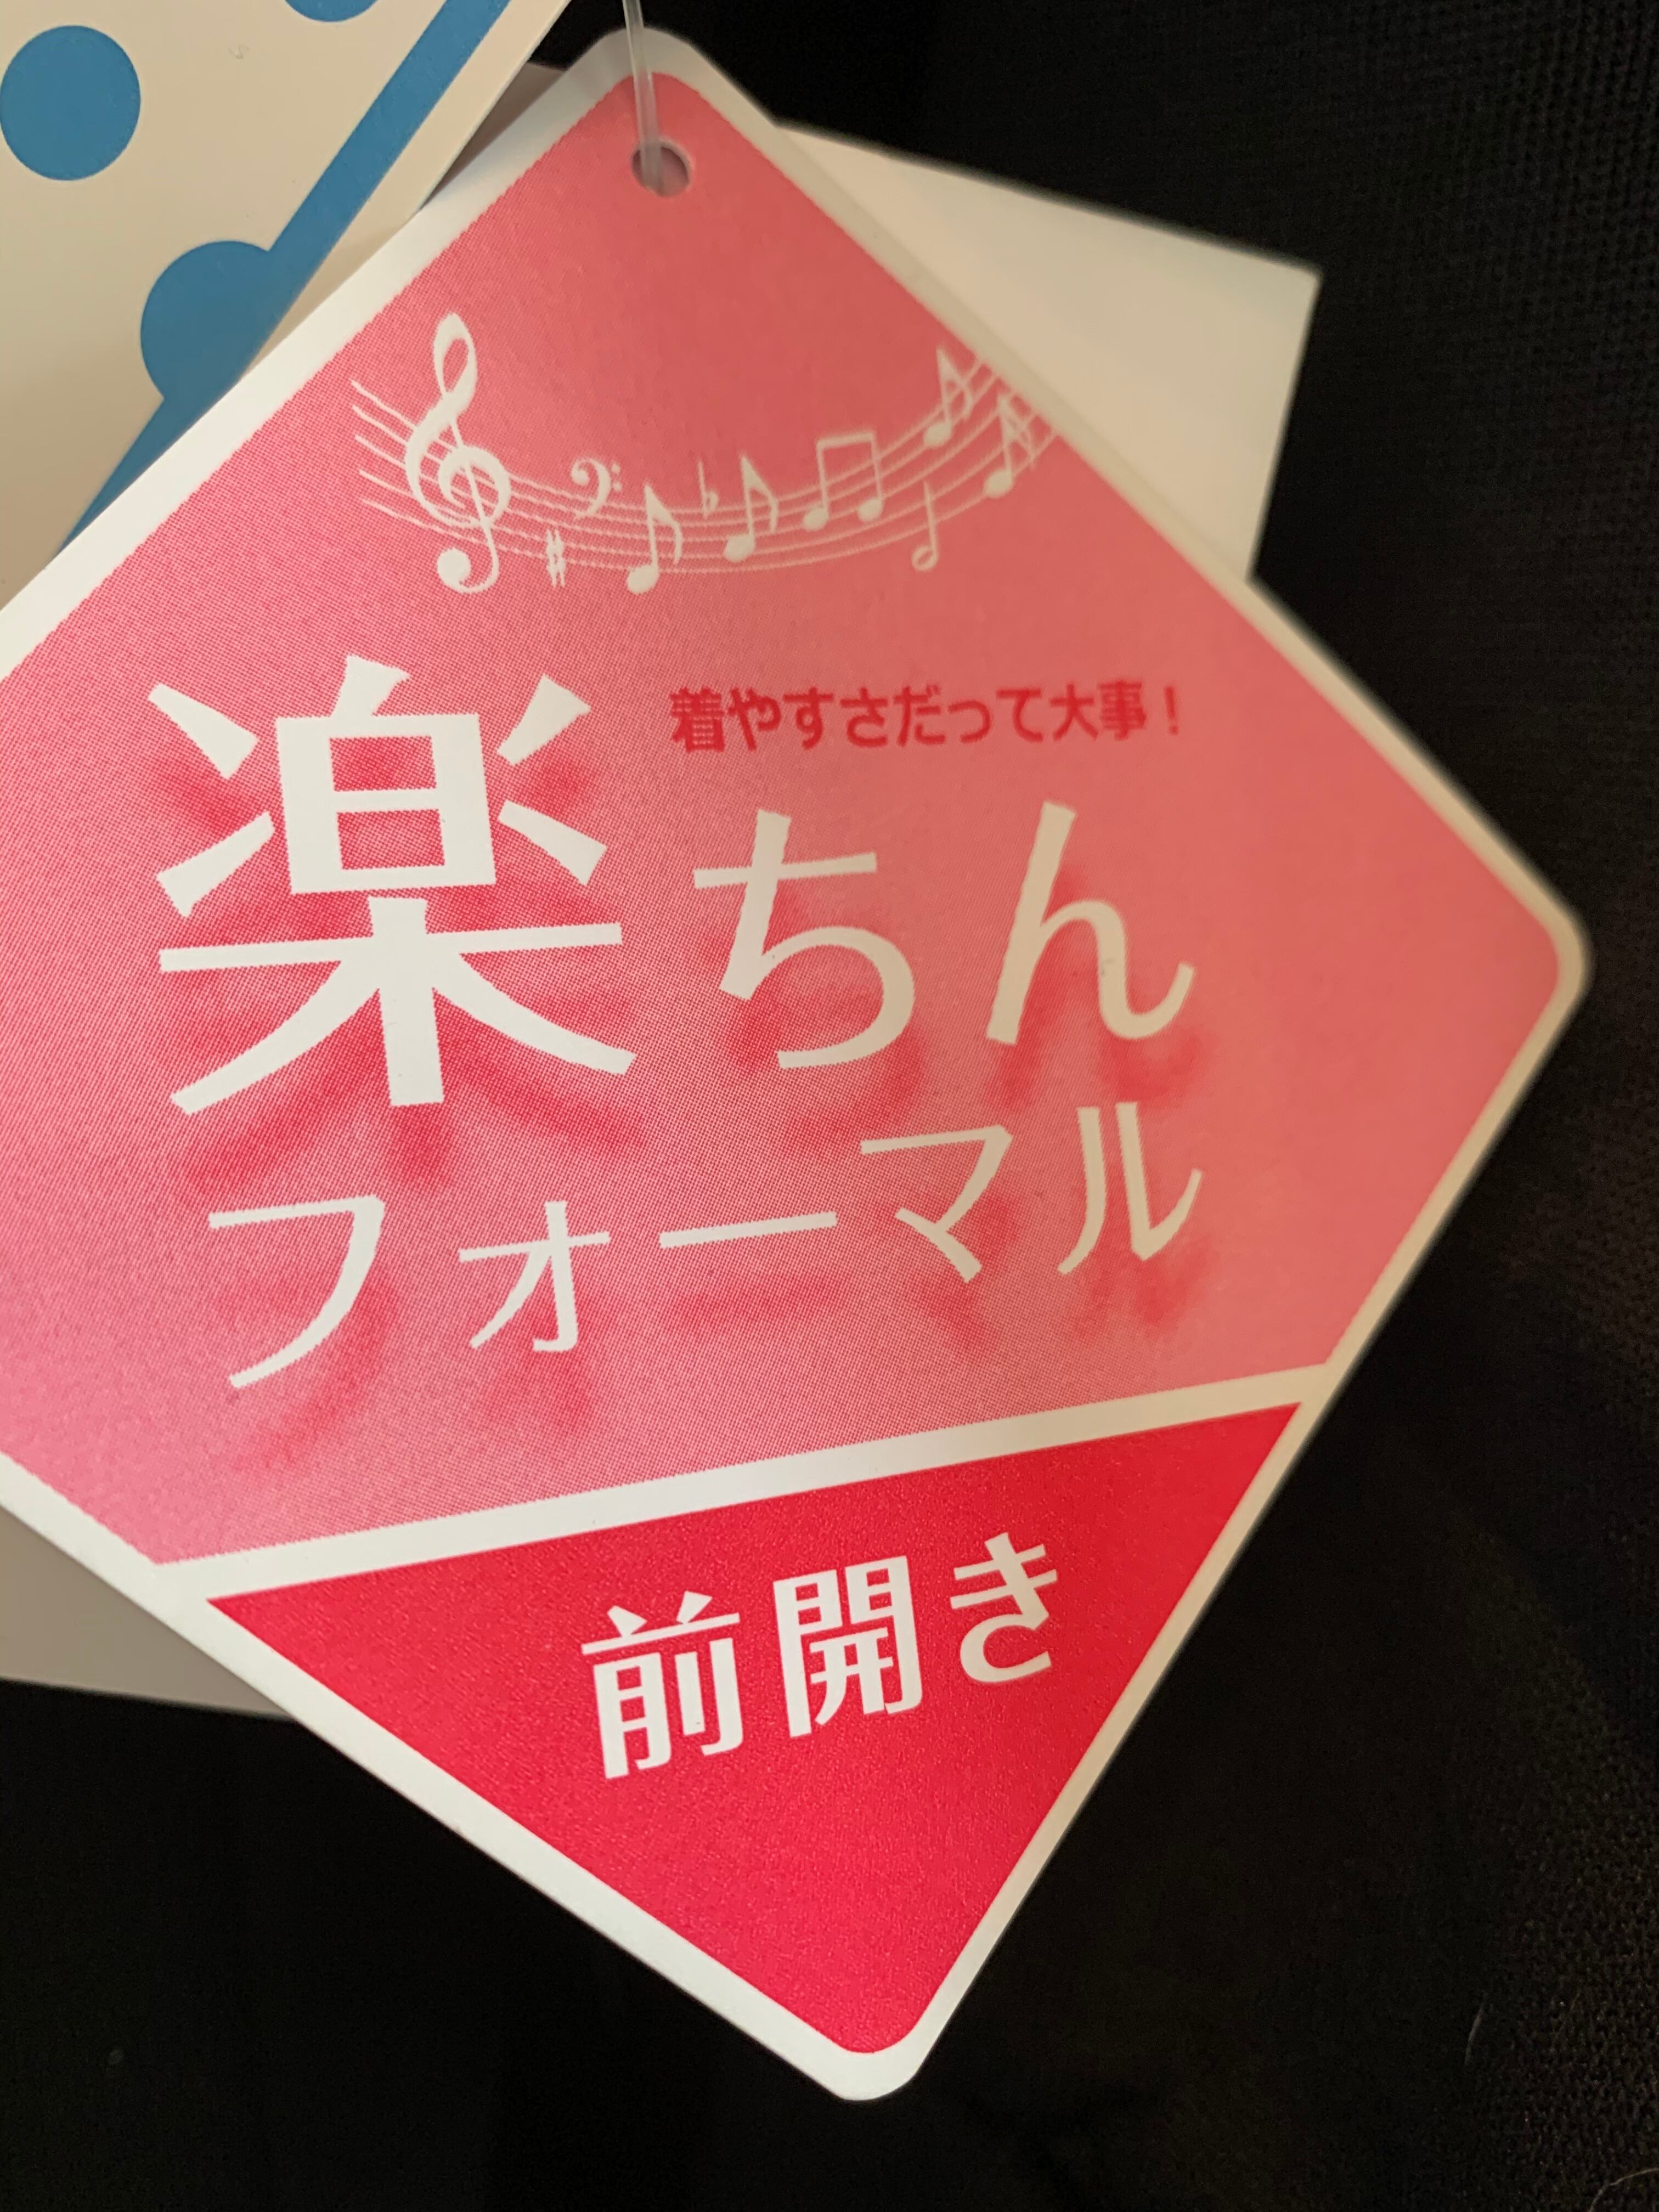 着やすさだって大事！
楽ちん
フォーマル
前開き